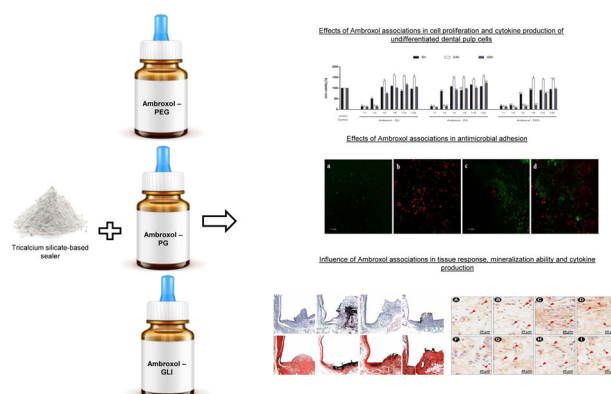 Ambroxol –
PEG
Ambroxol –
PG
Ambroxol –
GLI
Tricalcium silicate-based
sealer
Effects of Ambroxol associations in cell proliferation and cytokine production of
undifferentiated dental pulp cells
Effects of Ambroxol associations in antimicrobial adhesion
a
b
c
d
Influence of Ambroxol associations in tissue response, mineralization ability and cytokine
production
A
B
C
D
F
G
H
I